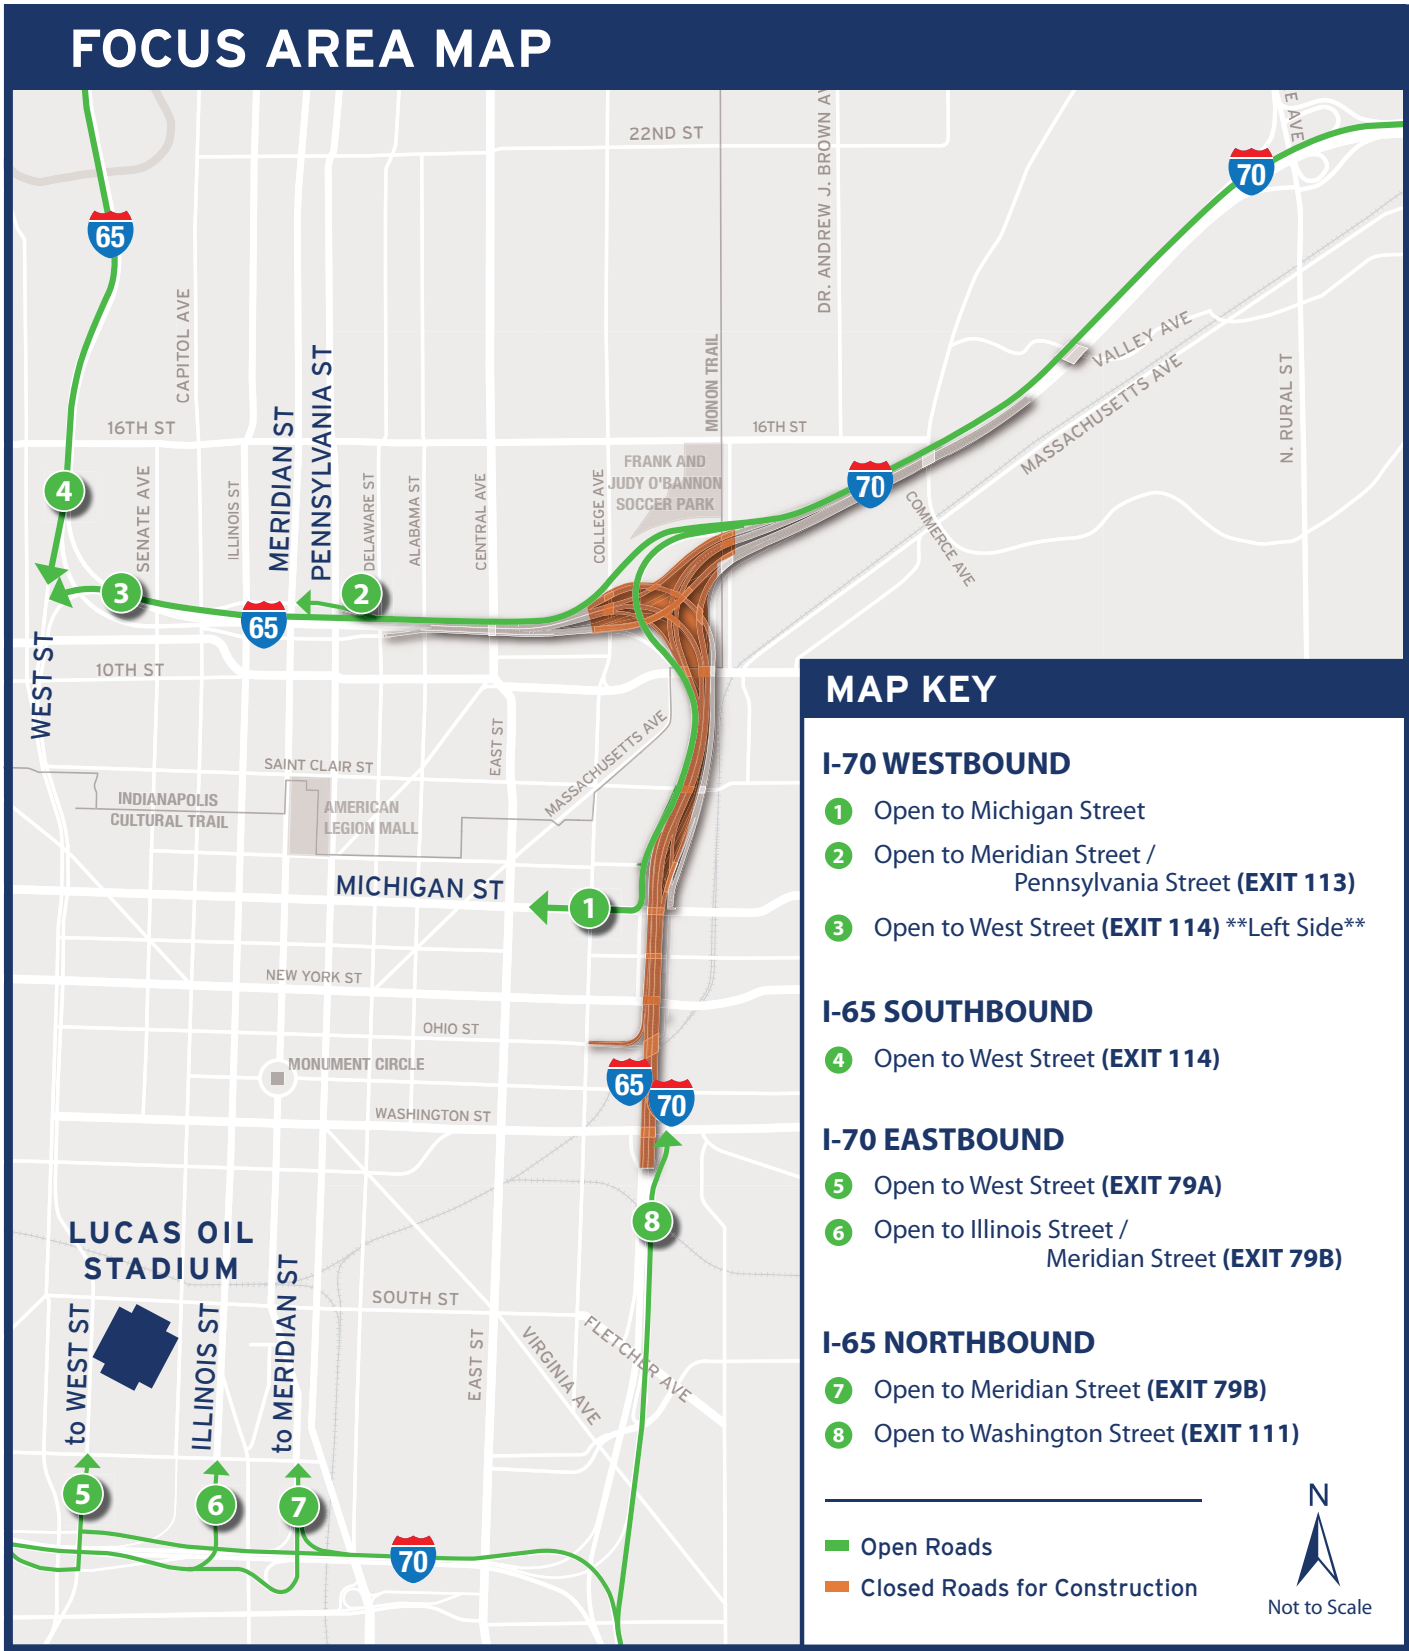 FOCUS AREA MAP
22ND ST
DR. ANDREW J. BROWN AV
E AVE
70
65
CAPITOL AVE
MERIDIAN ST
PENNSYLVANIA ST
MONON TRAIL
VALLEY AVE
MASSACHUSETTS AVE
N. RURAL ST
16TH ST
16TH ST
4
SENATE AVE
ILLINOIS ST
DELAWARE ST
ALABAMA ST
CENTRAL AVE
COLLEGE AVE
FRANK AND
JUDY O'BANNON
SOCCER PARK
70
COMMERCE AVE
3
2
65
WEST ST
10TH ST
EAST ST
MASSACHUSETTS AVE
SAINT CLAIR ST
INDIANAPOLIS
CULTURAL TRAIL
AMERICAN
LEGION MALL
MICHIGAN ST
1
NEW YORK ST
OHIO ST
MONUMENT CIRCLE
65
70
WASHINGTON ST
8
LUCAS OIL
STADIUM
to WEST ST
ILLINOIS ST
to MERIDIAN ST
SOUTH ST
EAST ST
VIRGINIA AVE
FLETCHER AVE
5
6
7
70
MAP KEY
I-70 WESTBOUND
1 Open to Michigan Street
2 Open to Meridian Street /
Pennsylvania Street (EXIT 113)
3 Open to West Street (EXIT 114) **Left Side**
I-65 SOUTHBOUND
4 Open to West Street (EXIT 114)
I-70 EASTBOUND
5 Open to West Street (EXIT 79A)
6 Open to Illinois Street /
Meridian Street (EXIT 79B)
I-65 NORTHBOUND
7 Open to Meridian Street (EXIT 79B)
8 Open to Washington Street (EXIT 111)
Open Roads
Closed Roads for Construction
N
Not to Scale